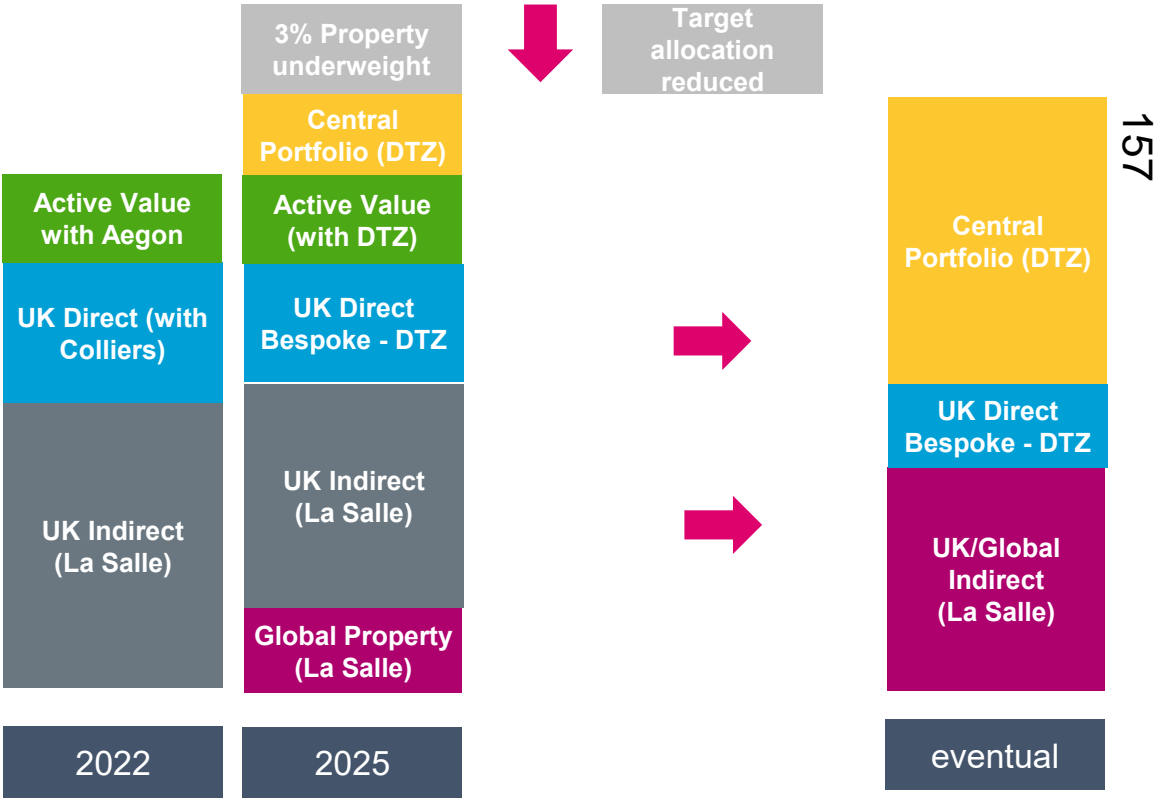 3% Property
underweight
Target
allocation
reduced
Central
Portfolio (DTZ)
157
Active Value
with Aegon
Active Value
(with DTZ)
Central
Portfolio (DTZ)
UK Direct (with
Colliers)
UK Direct
Bespoke - DTZ
UK Direct
Bespoke - DTZ
UK Indirect
(La Salle)
UK Indirect
(La Salle)
UK/Global
Indirect
(La Salle)
Global Property
(La Salle)
2022
2025
eventual